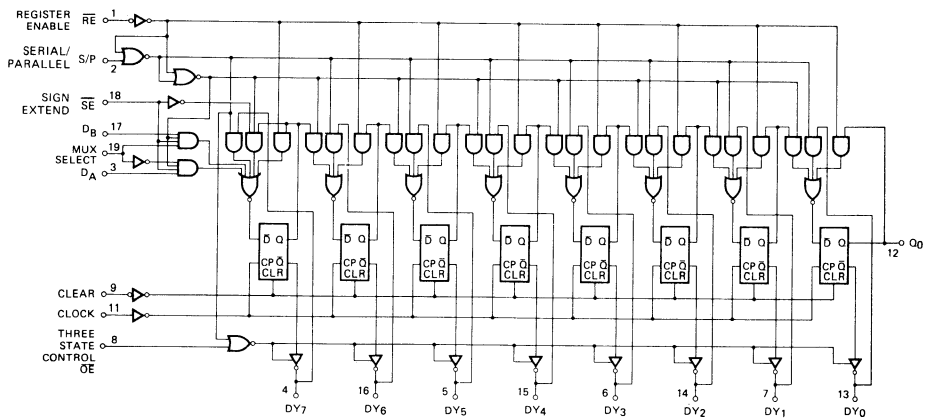 REGISTER
ENABLE R̅E̅ 1
SERIAL/
PARALLEL S/P
2
SIGN
EXTEND S̅E̅ 18
DB 17
MUX 19
SELECT
DA 3
D̅ Q D̅ Q D̅ Q D̅ Q D̅ Q D̅ Q D̅ Q D̅ Q
Q0
12
CP Q̅ CP Q̅ CP Q̅ CP Q̅ CP Q̅ CP Q̅ CP Q̅ CP Q̅
CLR CLR CLR CLR CLR CLR CLR CLR
CLEAR 9
CLOCK 11
THREE
STATE 8
CONTROL
O̅E̅
4 16 5 15 6 14 7 13
DY7 DY6 DY5 DY4 DY3 DY2 DY1 DY0